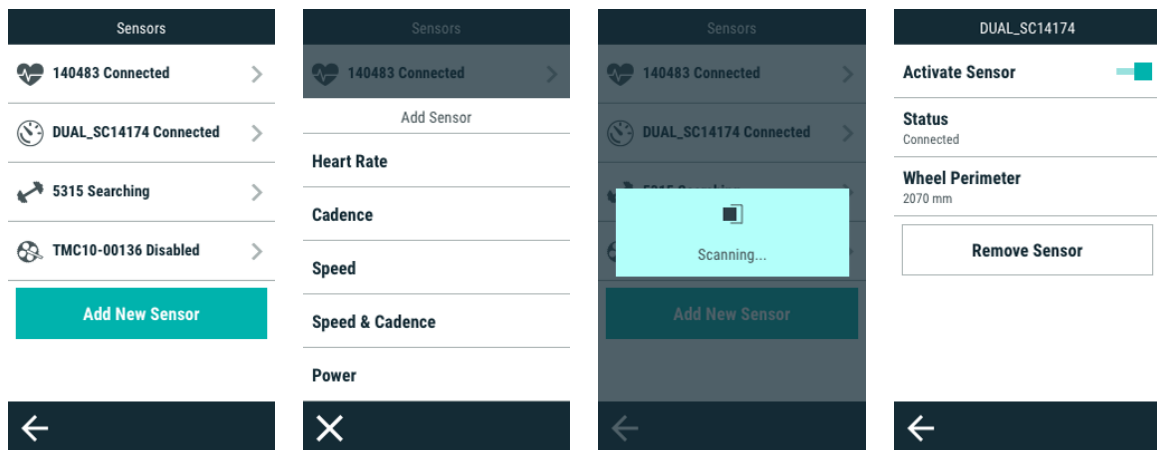 Sensors
140483 Connected
DUAL_SC14174 Connected
5315 Searching
TMC10-00136 Disabled
Add New Sensor
Sensors
140483 Connected
Add Sensor
Heart Rate
Cadence
Speed
Speed & Cadence
Power
Sensors
140483 Connected
DUAL_SC14174 Connected
5315 Searching
Scanning...
Add New Sensor
DUAL_SC14174
Activate Sensor
Status
Connected
Wheel Perimeter
2070 mm
Remove Sensor